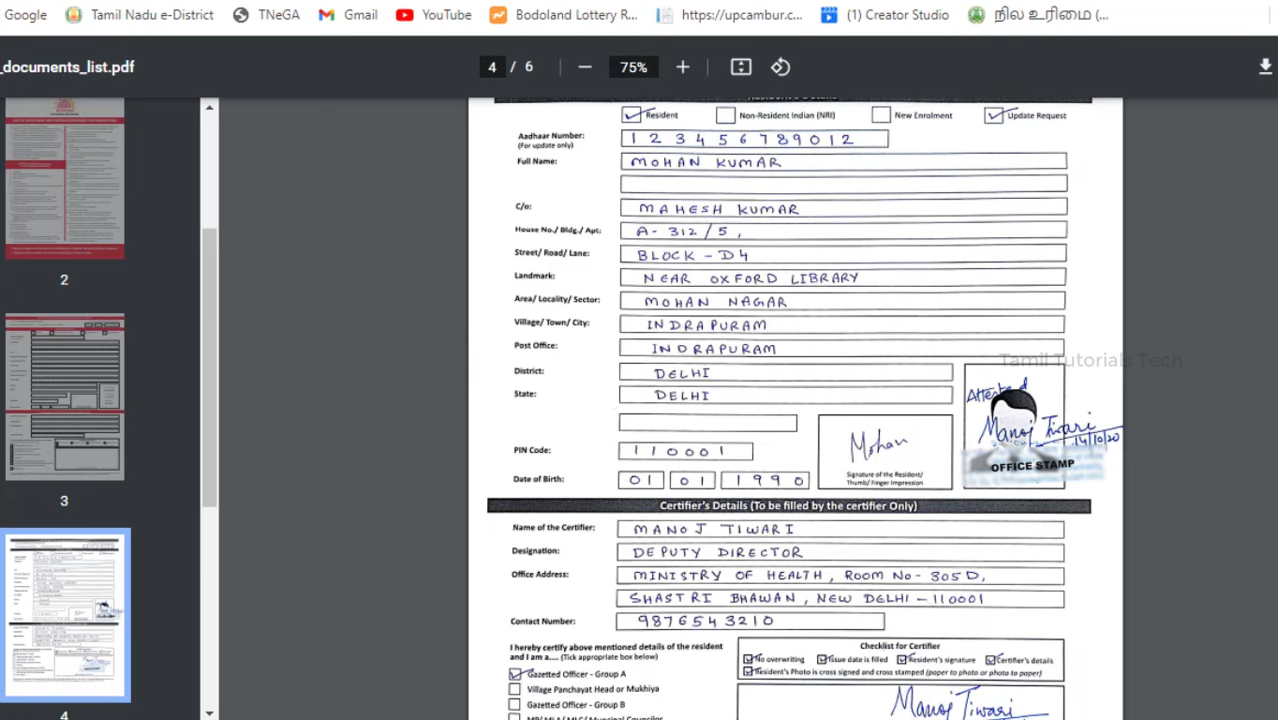 Google Tamil Nadu e-District TNeGA Gmail YouTube Bodoland Lottery R... https://upcambur.c... (1) Creator Studio நில உரிமை (...
_documents_list.pdf 4 / 6 75%
2
3
4
Resident's Details
Resident Non-Resident Indian (NRI) New Enrolment Update Request
Aadhaar Number: 1 2 3 4 5 6 7 8 9 0 1 2
(For update only)
Full Name: MOHAN KUMAR
C/o: MAHESH KUMAR
House No./ Bldg./ Apt: A- 312 / 5 ,
Street/ Road/ Lane: BLOCK - D4
Landmark: NEAR OXFORD LIBRARY
Area/ Locality/ Sector: MOHAN NAGAR
Village/ Town/ City: INDRAPURAM
Post Office: INDRAPURAM
Tamil Tutorials Tech
District: DELHI
State: DELHI
Attested
Manoj Tiwari
14/10/20
OFFICE STAMP
PIN Code: 1 1 0 0 0 1
Mohan
Signature of the Resident/
Thumb/ Finger Impression
Date of Birth: 01 01 1990
Certifier's Details (To be filled by the certifier Only)
Name of the Certifier: MANOJ TIWARI
Designation: DEPUTY DIRECTOR
Office Address: MINISTRY OF HEALTH, ROOM NO- 305D,
SHASTRI BHAWAN, NEW DELHI - 110001
Contact Number: 9876543210
I hereby certify above mentioned details of the resident
and I am a.... (Tick appropriate box below)
Gazetted Officer - Group A
Village Panchayat Head or Mukhiya
Gazetted Officer - Group B
MP/ MLA/ MLC/ Muncipal Councilor
Checklist for Certifier
No overwriting Issue date is filled Resident's signature Certifier's details
Resident's Photo is cross signed and cross stamped (paper to photo or photo to paper)
Manoj Tiwari